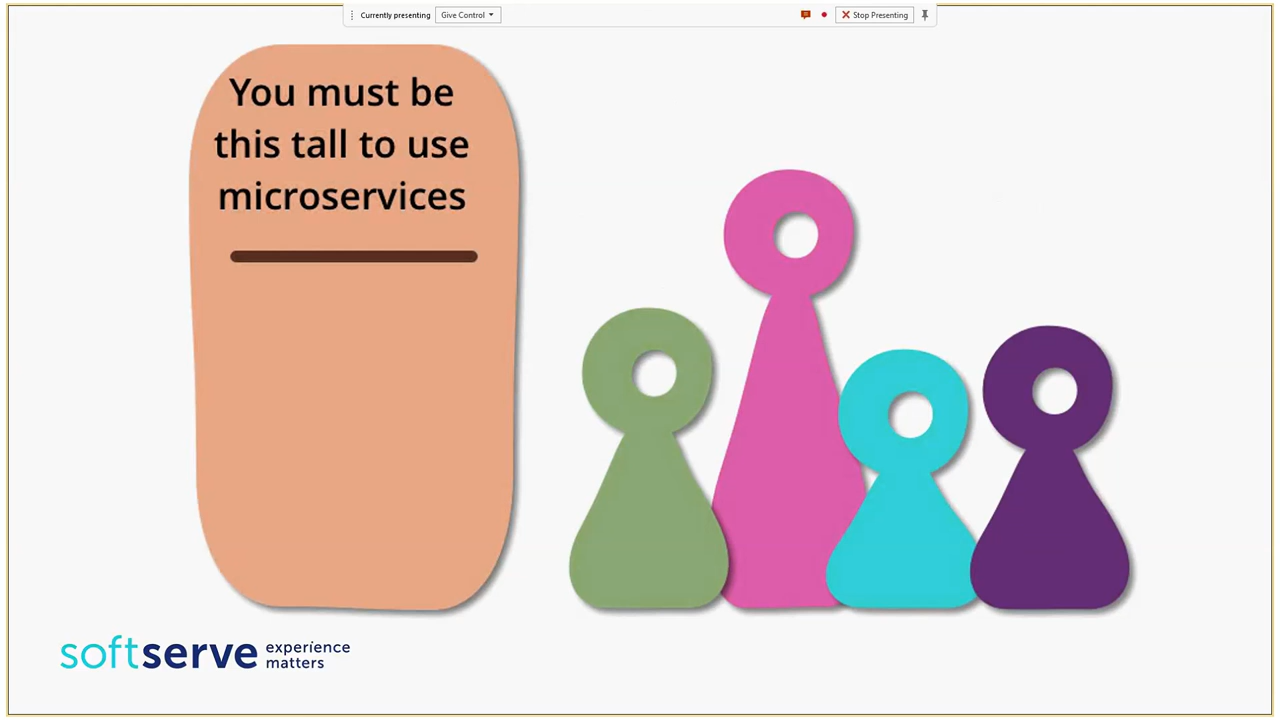 Currently presenting Give Control Stop Presenting
You must be
this tall to use
microservices
softserve experience
matters